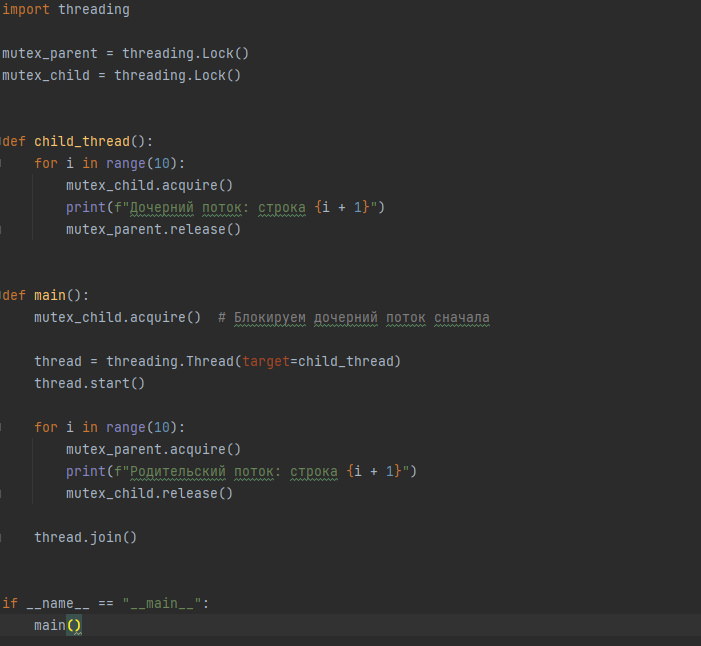 import threading
mutex_parent = threading.Lock()
mutex_child = threading.Lock()
def child_thread():
    for i in range(10):
        mutex_child.acquire()
        print(f"Дочерний поток: строка {i + 1}")
        mutex_parent.release()
def main():
    mutex_child.acquire()  # Блокируем дочерний поток сначала
    thread = threading.Thread(target=child_thread)
    thread.start()
    for i in range(10):
        mutex_parent.acquire()
        print(f"Родительский поток: строка {i + 1}")
        mutex_child.release()
    thread.join()
if __name__ == "__main__":
    main()